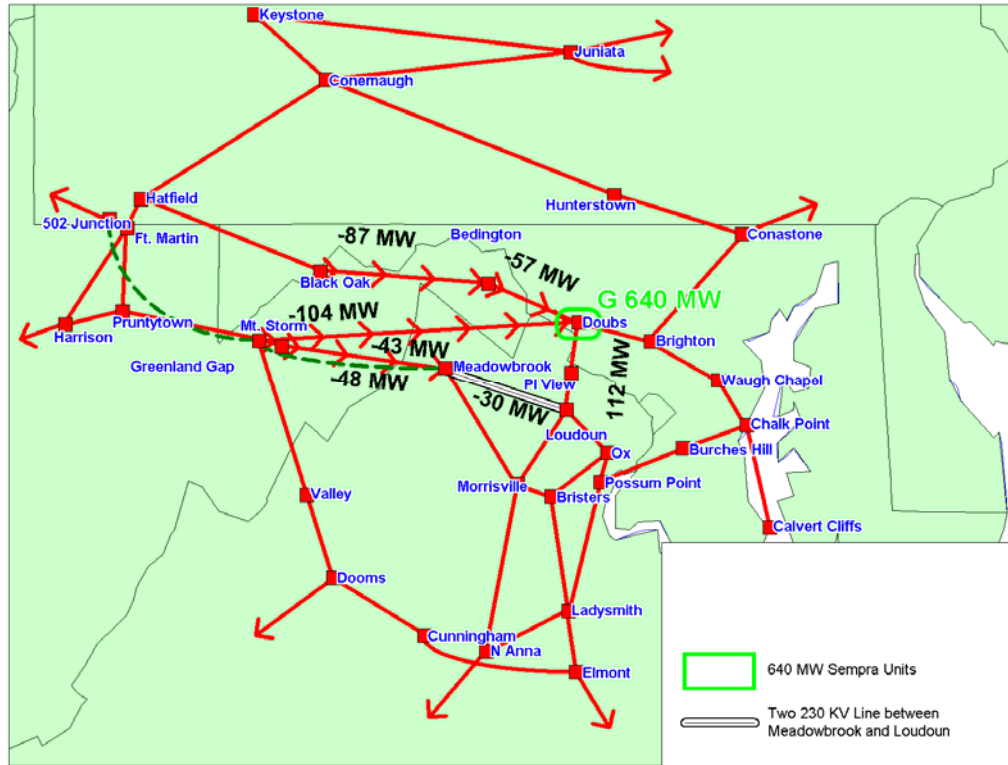 Keystone
Juniata
Conemaugh
Hatfield
Hunterstown
502 Junction
Ft. Martin
-87 MW
Bedington
Conastone
-57 MW
Black Oak
G 640 MW
-104 MW
Pruntytown
Doubs
Harrison
Mt. Storm
Brighton
-43 MW
Greenland Gap
Meadowbrook
112 MW
-48 MW
Pl View
Waugh Chapel
-30 MW
Loudoun
Chalk Point
Ox
Burches Hill
Morrisville
Possum Point
Valley
Bristers
Calvert Cliffs
Dooms
Ladysmith
Cunningham
N Anna
Elmont
640 MW Sempra Units
Two 230 KV Line between
Meadowbrook and Loudoun